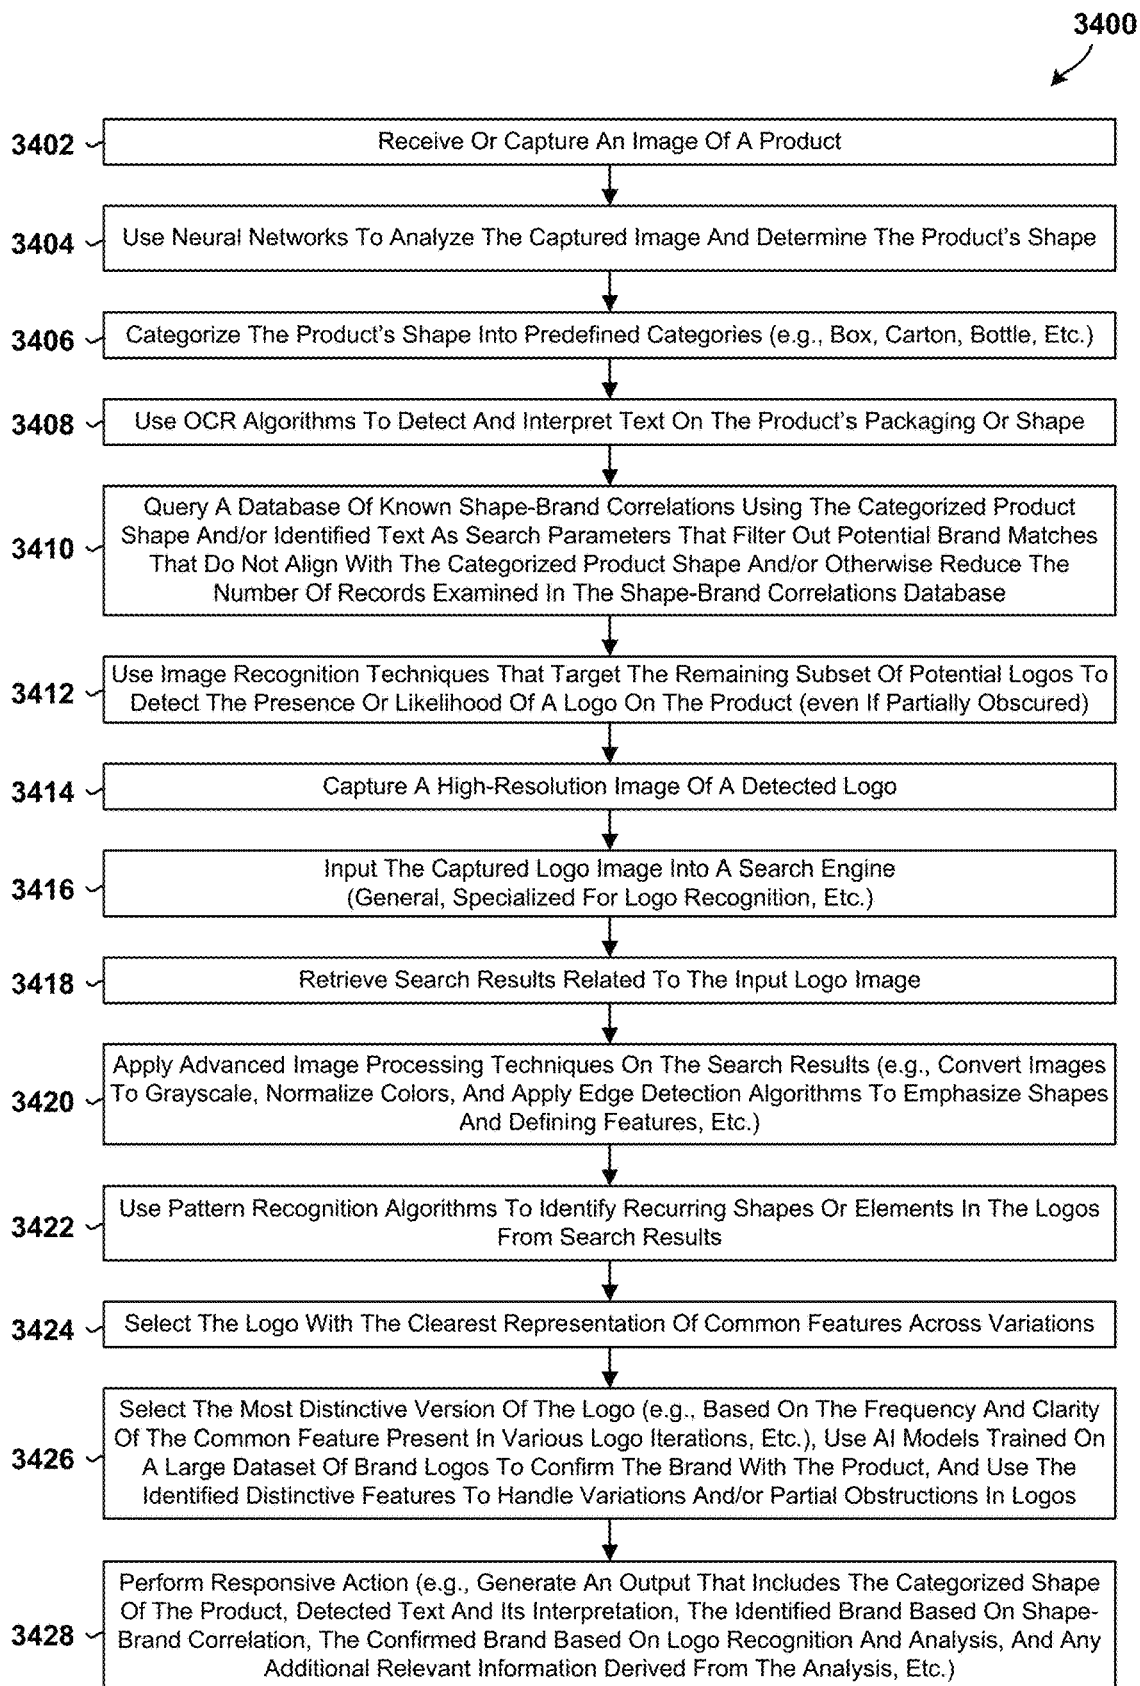 3400
3402 Receive Or Capture An Image Of A Product
3404 Use Neural Networks To Analyze The Captured Image And Determine The Product's Shape
3406 Categorize The Product's Shape Into Predefined Categories (e.g., Box, Carton, Bottle, Etc.)
3408 Use OCR Algorithms To Detect And Interpret Text On The Product's Packaging Or Shape
Query A Database Of Known Shape-Brand Correlations Using The Categorized Product
Shape And/or Identified Text As Search Parameters That Filter Out Potential Brand Matches
3410
That Do Not Align With The Categorized Product Shape And/or Otherwise Reduce The
Number Of Records Examined In The Shape-Brand Correlations Database
3412
Use Image Recognition Techniques That Target The Remaining Subset Of Potential Logos To
Detect The Presence Or Likelihood Of A Logo On The Product (even If Partially Obscured)
3414 Capture A High-Resolution Image Of A Detected Logo
3416
Input The Captured Logo Image Into A Search Engine
(General, Specialized For Logo Recognition, Etc.)
3418 Retrieve Search Results Related To The Input Logo Image
Apply Advanced Image Processing Techniques On The Search Results (e.g., Convert Images
3420 To Grayscale, Normalize Colors, And Apply Edge Detection Algorithms To Emphasize Shapes
And Defining Features, Etc.)
3422
Use Pattern Recognition Algorithms To Identify Recurring Shapes Or Elements In The Logos
From Search Results
3424 Select The Logo With The Clearest Representation Of Common Features Across Variations
Select The Most Distinctive Version Of The Logo (e.g., Based On The Frequency And Clarity
Of The Common Feature Present In Various Logo Iterations, Etc.), Use AI Models Trained On
3426
A Large Dataset Of Brand Logos To Confirm The Brand With The Product, And Use The
Identified Distinctive Features To Handle Variations And/or Partial Obstructions In Logos
Perform Responsive Action (e.g., Generate An Output That Includes The Categorized Shape
Of The Product, Detected Text And Its Interpretation, The Identified Brand Based On Shape-
3428
Brand Correlation, The Confirmed Brand Based On Logo Recognition And Analysis, And Any
Additional Relevant Information Derived From The Analysis, Etc.)